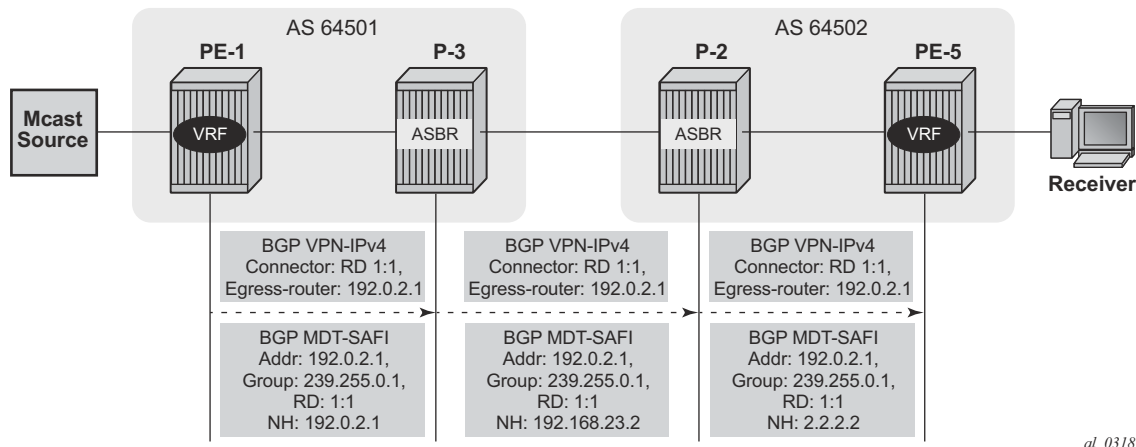 AS 64501
AS 64502
PE-1
P-3
P-2
PE-5
Mcast
Source
VRF
ASBR
ASBR
VRF
Receiver
BGP VPN-IPv4
Connector: RD 1:1,
Egress-router: 192.0.2.1
BGP VPN-IPv4
Connector: RD 1:1,
Egress-router: 192.0.2.1
BGP VPN-IPv4
Connector: RD 1:1,
Egress-router: 192.0.2.1
BGP MDT-SAFI
Addr: 192.0.2.1,
Group: 239.255.0.1,
RD: 1:1
NH: 192.0.2.1
BGP MDT-SAFI
Addr: 192.0.2.1,
Group: 239.255.0.1,
RD: 1:1
NH: 192.168.23.2
BGP MDT-SAFI
Addr: 192.0.2.1,
Group: 239.255.0.1,
RD: 1:1
NH: 2.2.2.2
al_0318